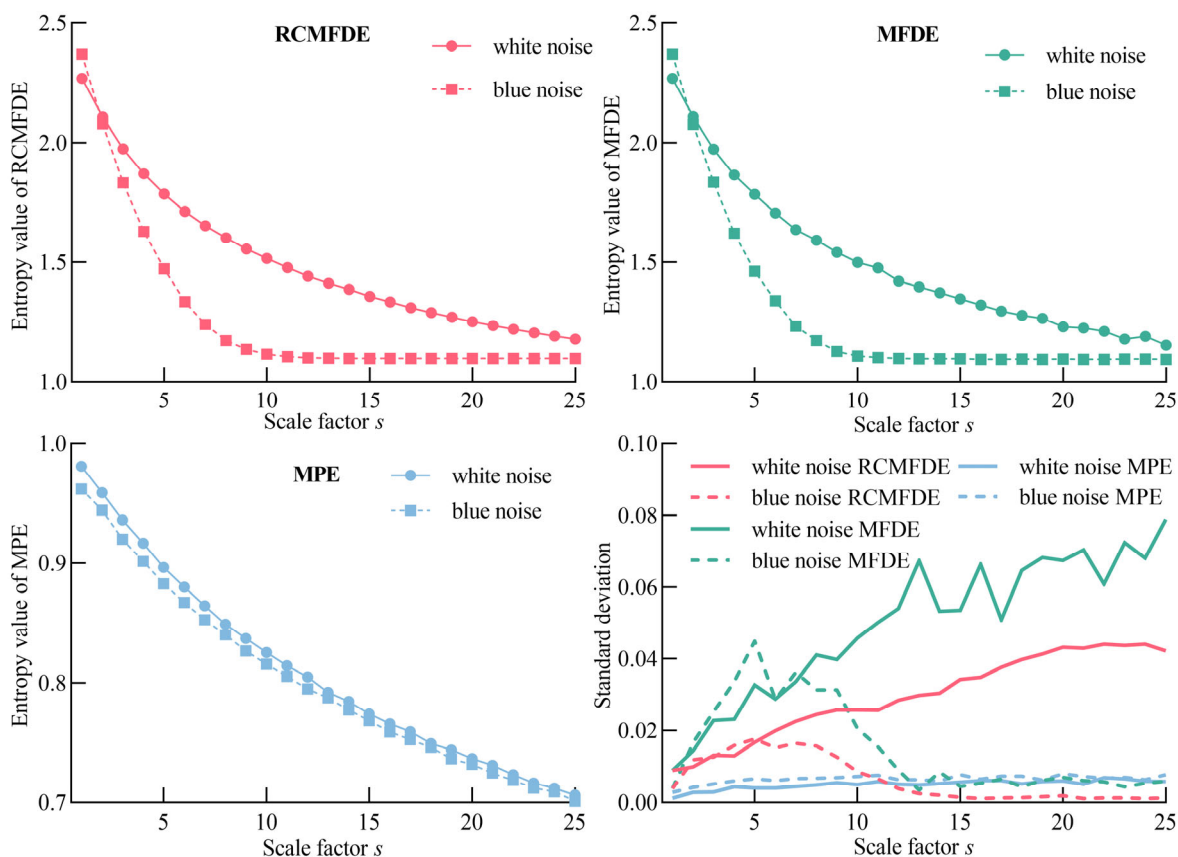 RCMFDE
white noise
blue noise
Entropy value of RCMFDE
2.5
2.0
1.5
1.0
5
10
15
20
25
Scale factor s
MFDE
white noise
blue noise
Entropy value of MFDE
2.5
2.0
1.5
1.0
5
10
15
20
25
Scale factor s
MPE
white noise
blue noise
Entropy value of MPE
1.0
0.9
0.8
0.7
5
10
15
20
25
Scale factor s
white noise RCMFDE
blue noise RCMFDE
white noise MFDE
blue noise MFDE
white noise MPE
blue noise MPE
Standard deviation
0.10
0.08
0.06
0.04
0.02
0.00
5
10
15
20
25
Scale factor s